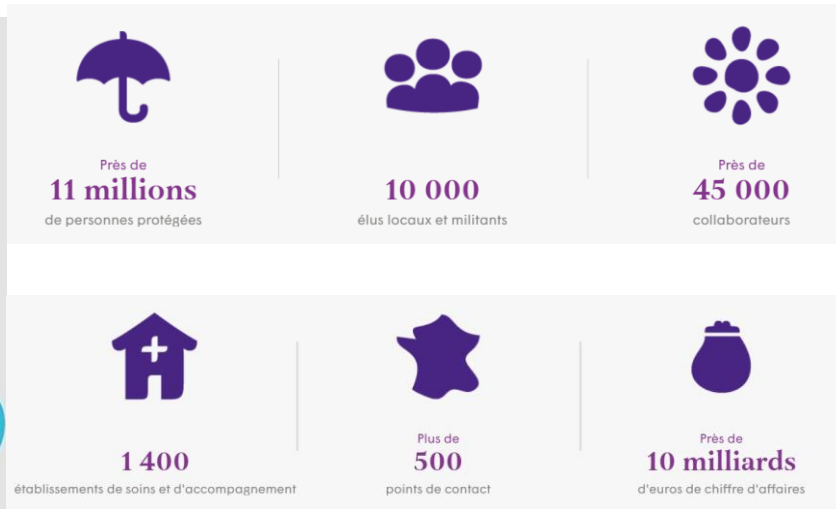 Près de
11 millions
de personnes protégées
10 000
élus locaux et militants
Près de
45 000
collaborateurs
1 400
établissements de soins et d'accompagnement
Plus de
500
points de contact
Près de
10 milliards
d'euros de chiffre d'affaires